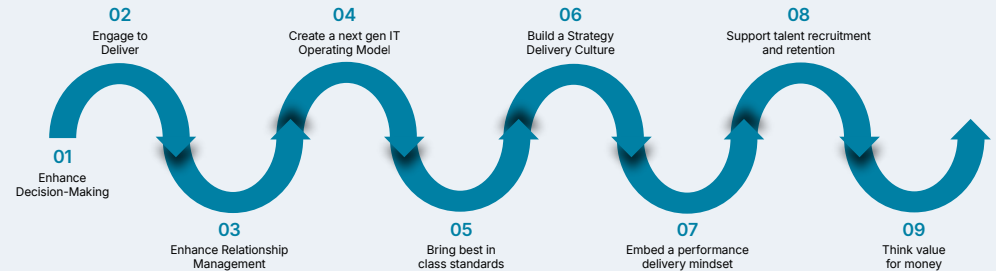 01
Enhance
Decision-Making
02
Engage to
Deliver
03
Enhance Relationship
Management
04
Create a next gen IT
Operating Model
05
Bring best in
class standards
06
Build a Strategy
Delivery Culture
07
Embed a performance
delivery mindset
08
Support talent recruitment
and retention
09
Think value
for money